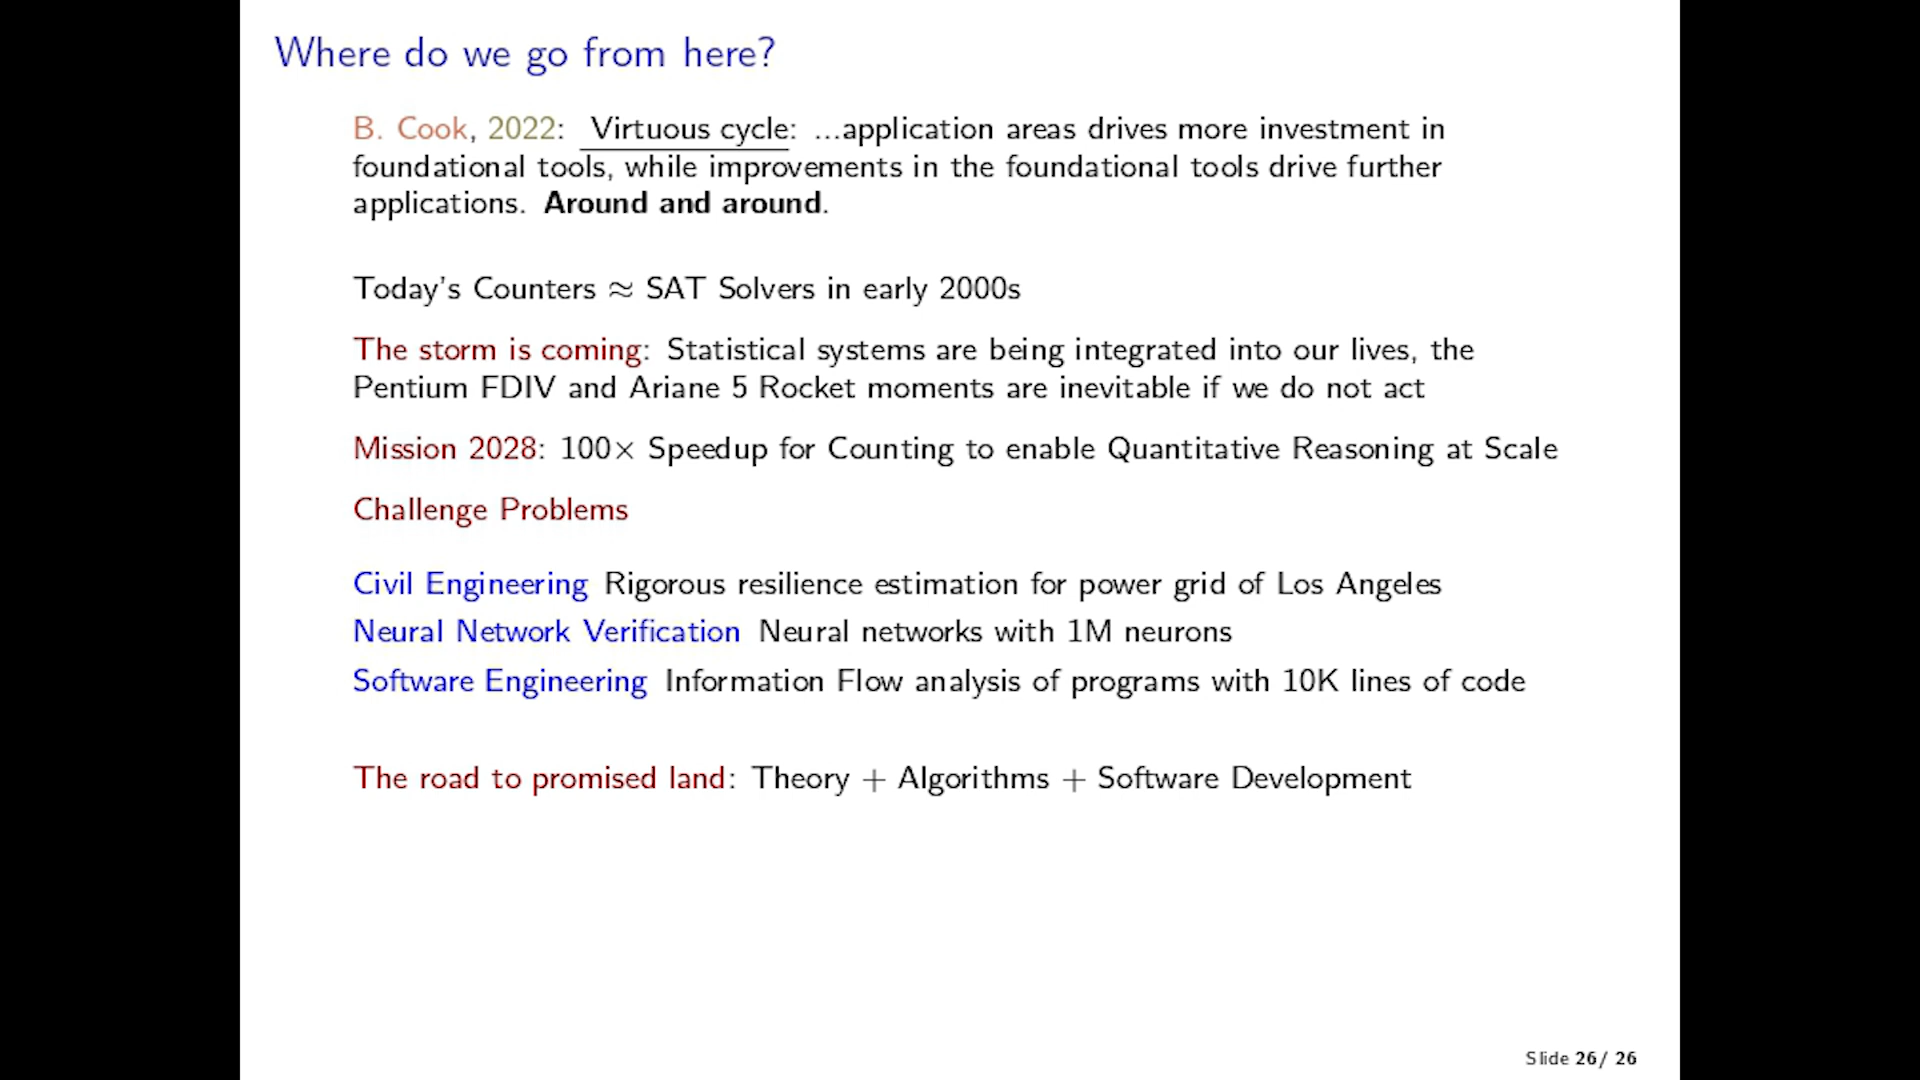 Where do we go from here?
B. Cook, 2022: Virtuous cycle: ...application areas drives more investment in
foundational tools, while improvements in the foundational tools drive further
applications. Around and around.
Today's Counters ≈ SAT Solvers in early 2000s
The storm is coming: Statistical systems are being integrated into our lives, the
Pentium FDIV and Ariane 5 Rocket moments are inevitable if we do not act
Mission 2028: 100× Speedup for Counting to enable Quantitative Reasoning at Scale
Challenge Problems
Civil Engineering Rigorous resilience estimation for power grid of Los Angeles
Neural Network Verification Neural networks with 1M neurons
Software Engineering Information Flow analysis of programs with 10K lines of code
The road to promised land: Theory + Algorithms + Software Development
Slide 26/ 26